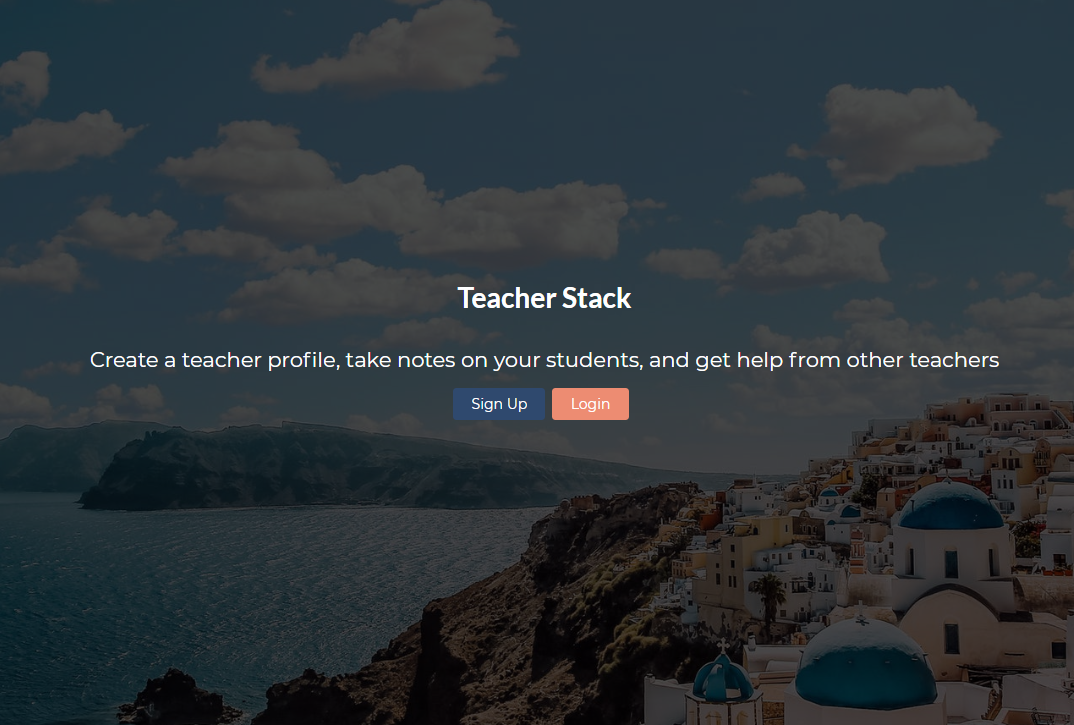 Teacher Stack
Create a teacher profile, take notes on your students, and get help from other teachers
Sign Up Login